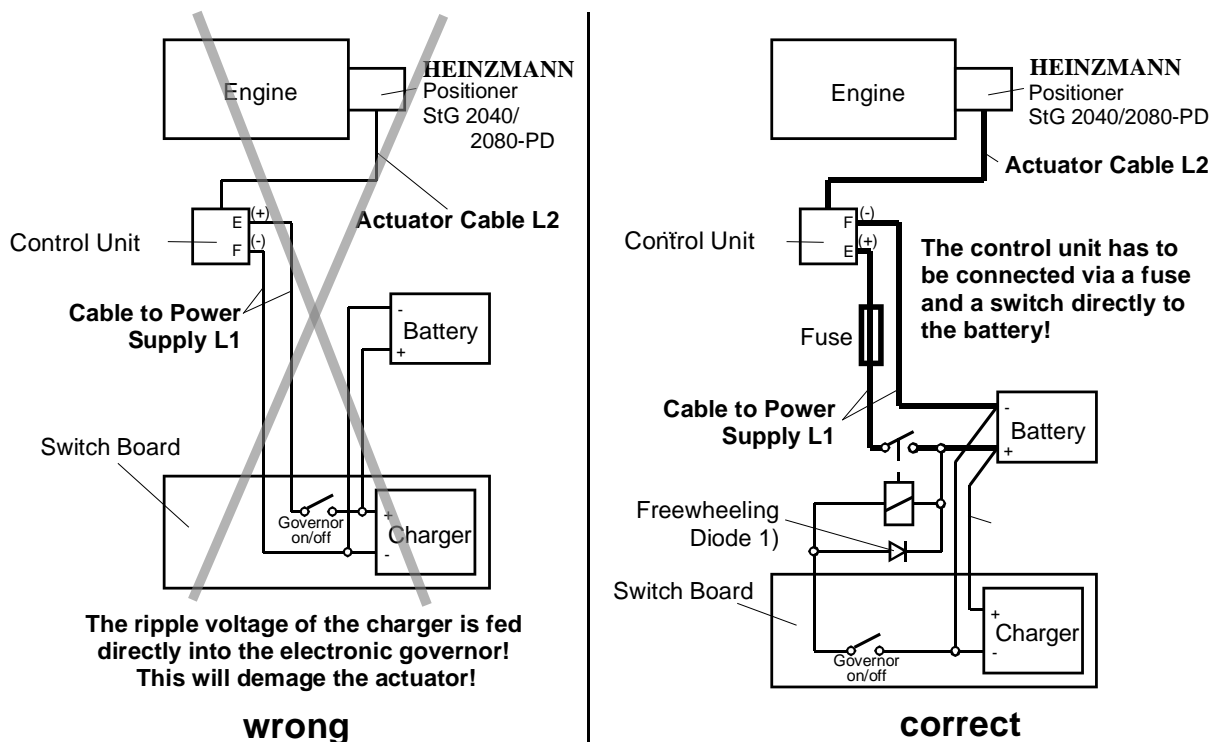 Engine
HEINZMANN
Positioner
StG 2040/
2080-PD
Actuator Cable L2
Control Unit
E (+)
F (-)
Cable to Power
Supply L1
-
Battery
+
Switch Board
Governor
on/off
+
Charger
-
The ripple voltage of the charger is fed
directly into the electronic governor!
This will demage the actuator!
wrong
Engine
HEINZMANN
Positioner
StG 2040/2080-PD
Actuator Cable L2
Control Unit
F (-)
E (+)
The control unit has to
be connected via a fuse
and a switch directly to
the battery!
Fuse
Cable to Power
Supply L1
-
Battery
+
Freewheeling
Diode 1)
Switch Board
Governor
on/off
+
Charger
-
correct